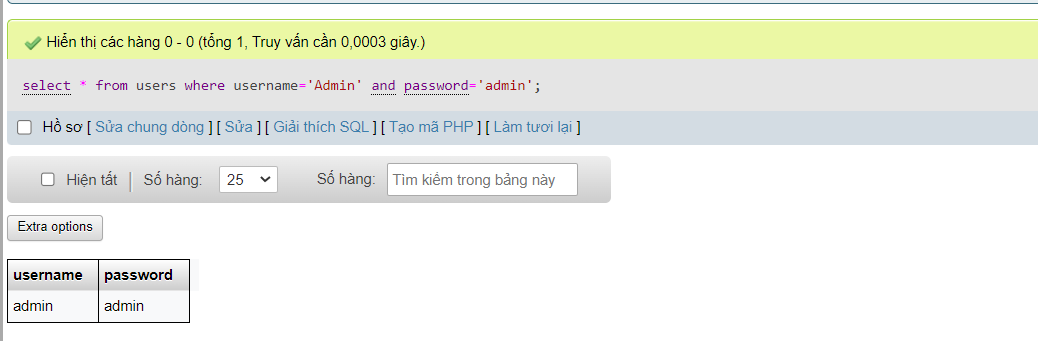 Hiển thị các hàng 0 - 0 (tổng 1, Truy vấn cần 0,0003 giây.)
select * from users where username='Admin' and password='admin';
Hồ sơ [ Sửa chung dòng ] [ Sửa ] [ Giải thích SQL ] [ Tạo mã PHP ] [ Làm tươi lại ]
Hiện tất | Số hàng: 25 Số hàng: Tìm kiếm trong bảng này
Extra options
username password
admin admin